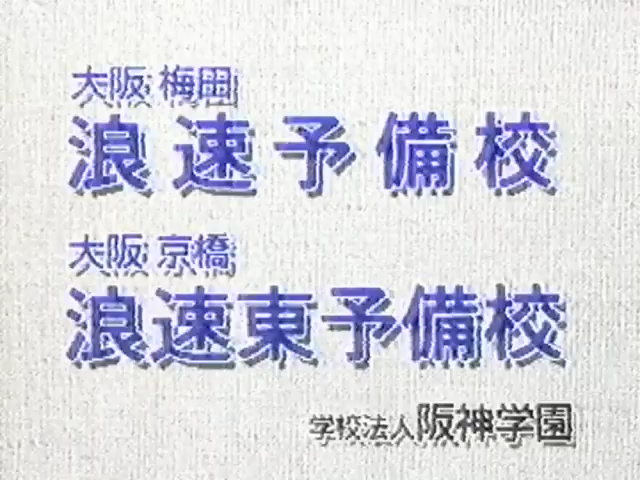 大阪 梅田
浪速予備校
大阪 京橋
浪速東予備校
学校法人阪神学園